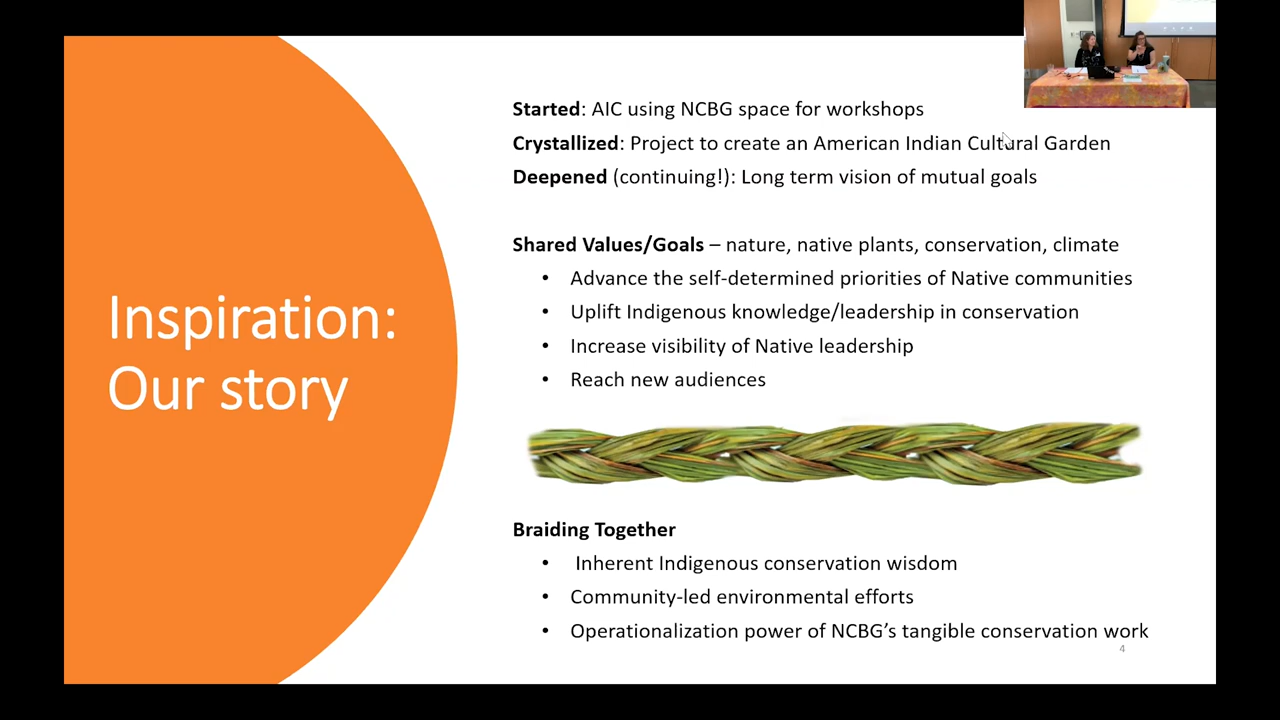 Inspiration:
Our story
Started: AIC using NCBG space for workshops
Crystallized: Project to create an American Indian Cultural Garden
Deepened (continuing!): Long term vision of mutual goals
Shared Values/Goals – nature, native plants, conservation, climate
• Advance the self-determined priorities of Native communities
• Uplift Indigenous knowledge/leadership in conservation
• Increase visibility of Native leadership
• Reach new audiences
Braiding Together
• Inherent Indigenous conservation wisdom
• Community-led environmental efforts
• Operationalization power of NCBG’s tangible conservation work
4